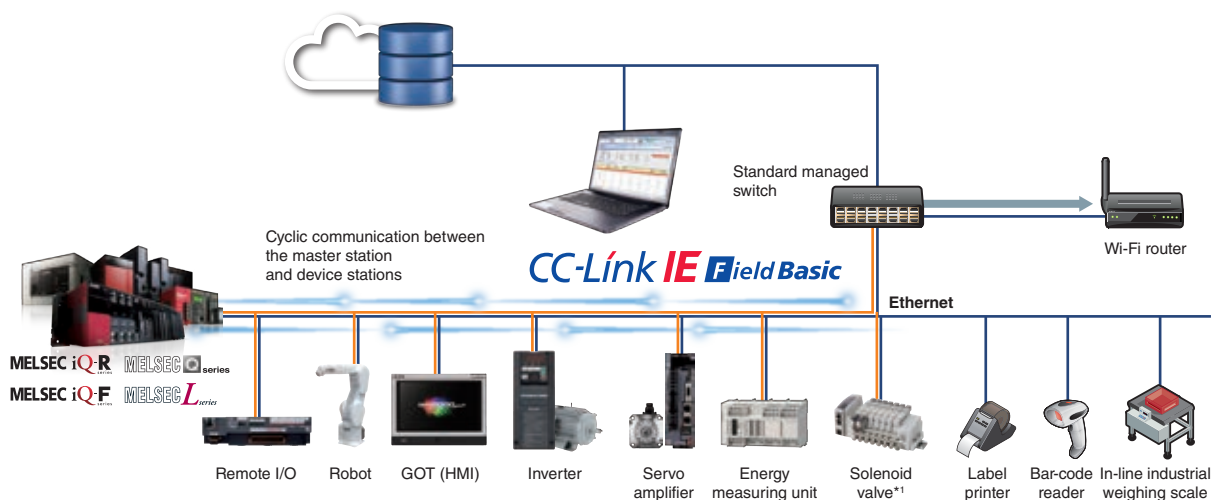 Standard managed
switch
Wi-Fi router
Cyclic communication between
the master station
and device stations
CC-Link IE Field Basic
Ethernet
MELSEC iQ-R series
MELSEC Q series
MELSEC iQ-F series
MELSEC L series
Remote I/O
Robot
GOT (HMI)
Inverter
Servo
amplifier
Energy
measuring unit
Solenoid
valve*1
Label
printer
Bar-code
reader
In-line industrial
weighing scale